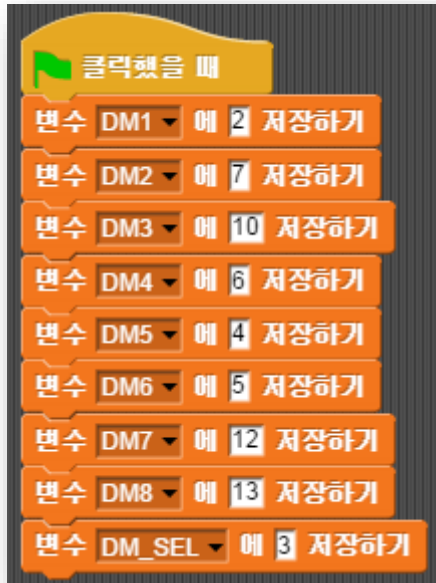 클릭했을 때
변수 DM1 에 2 저장하기
변수 DM2 에 7 저장하기
변수 DM3 에 10 저장하기
변수 DM4 에 6 저장하기
변수 DM5 에 4 저장하기
변수 DM6 에 5 저장하기
변수 DM7 에 12 저장하기
변수 DM8 에 13 저장하기
변수 DM_SEL 에 3 저장하기